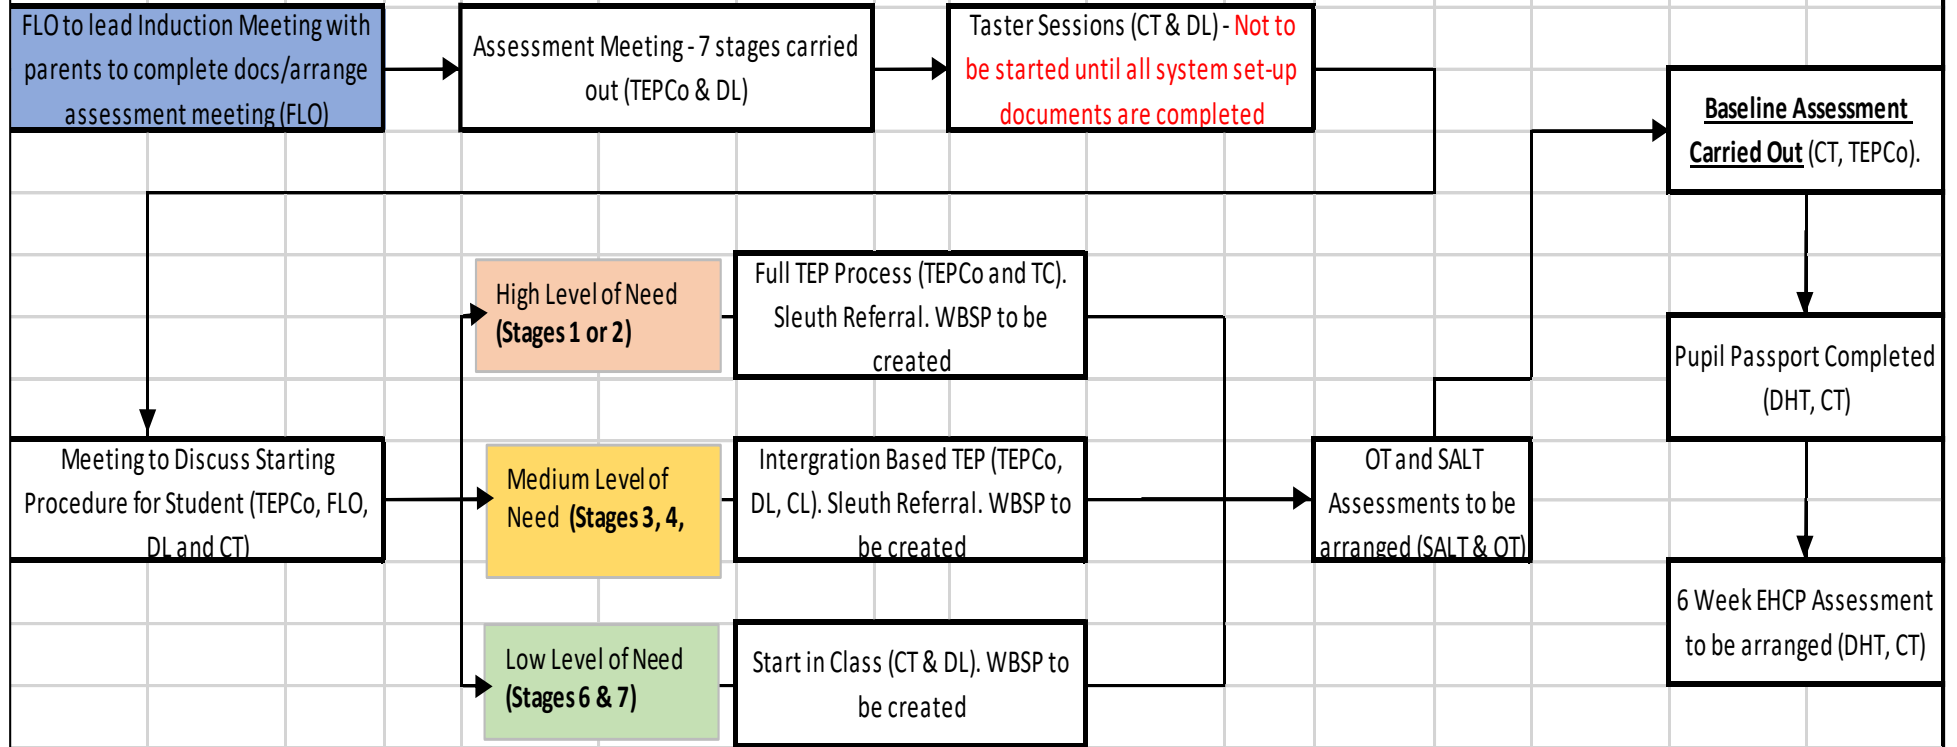 FLO to lead Induction Meeting with
parents to complete docs/arrange
assessment meeting (FLO)
Assessment Meeting - 7 stages carried
out (TEPCo & DL)
Taster Sessions (CT & DL) - Not to
be started until all system set-up
documents are completed
Baseline Assessment
Carried Out (CT, TEPCo).
High Level of Need
(Stages 1 or 2)
Full TEP Process (TEPCo and TC).
Sleuth Referral. WBSP to be
created
Pupil Passport Completed
(DHT, CT)
Meeting to Discuss Starting
Procedure for Student (TEPCo, FLO,
DL and CT)
Medium Level of
Need (Stages 3, 4,
Intergration Based TEP (TEPCo,
DL, CL). Sleuth Referral. WBSP to
be created
OT and SALT
Assessments to be
arranged (SALT & OT)
6 Week EHCP Assessment
to be arranged (DHT, CT)
Low Level of Need
(Stages 6 & 7)
Start in Class (CT & DL). WBSP to
be created